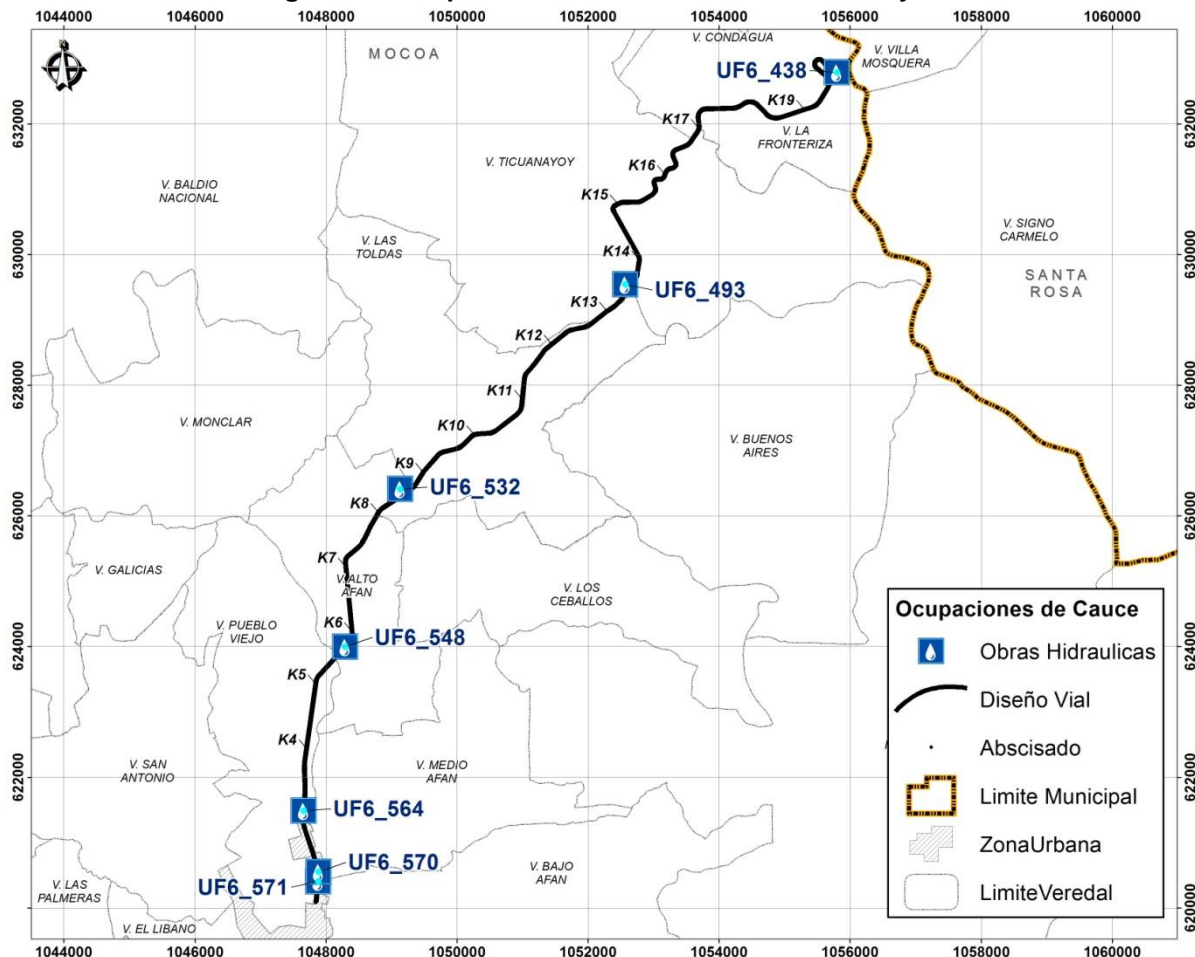 1044000 1046000 1048000 1050000 1052000 1054000 1056000 1058000 1060000
MOCOA
V. CONDAGUA
V. VILLA
MOSQUERA
UF6_438
632000
K19
K17
632000
V. LA
FRONTERIZA
V. TICUANAYOY
K16
V. BALDIO
NACIONAL
K15
V. LAS
TOLDAS
V. SIGNO
CARMELO
630000
K14
630000
SANTA
ROSA
UF6_493
K13
K12
628000
628000
K11
V. MONCLAR
K10
V. BUENOS
AIRES
K9
UF6_532
K8
626000
626000
K7
V. GALICIAS
V. ALTO
AFAN
V. LOS
CEBALLOS
V. PUEBLO
VIEJO
K6
UF6_548
624000
624000
K5
K4
V. SAN
ANTONIO
V. MEDIO
AFAN
622000
622000
UF6_564
UF6_570
UF6_571
V. BAJO
AFAN
V. LAS
PALMERAS
V. EL LIBANO
620000
620000
Ocupaciones de Cauce
Obras Hidraulicas
Diseño Vial
Abscisado
Limite Municipal
ZonaUrbana
LimiteVeredal
1044000 1046000 1048000 1050000 1052000 1054000 1056000 1058000 1060000